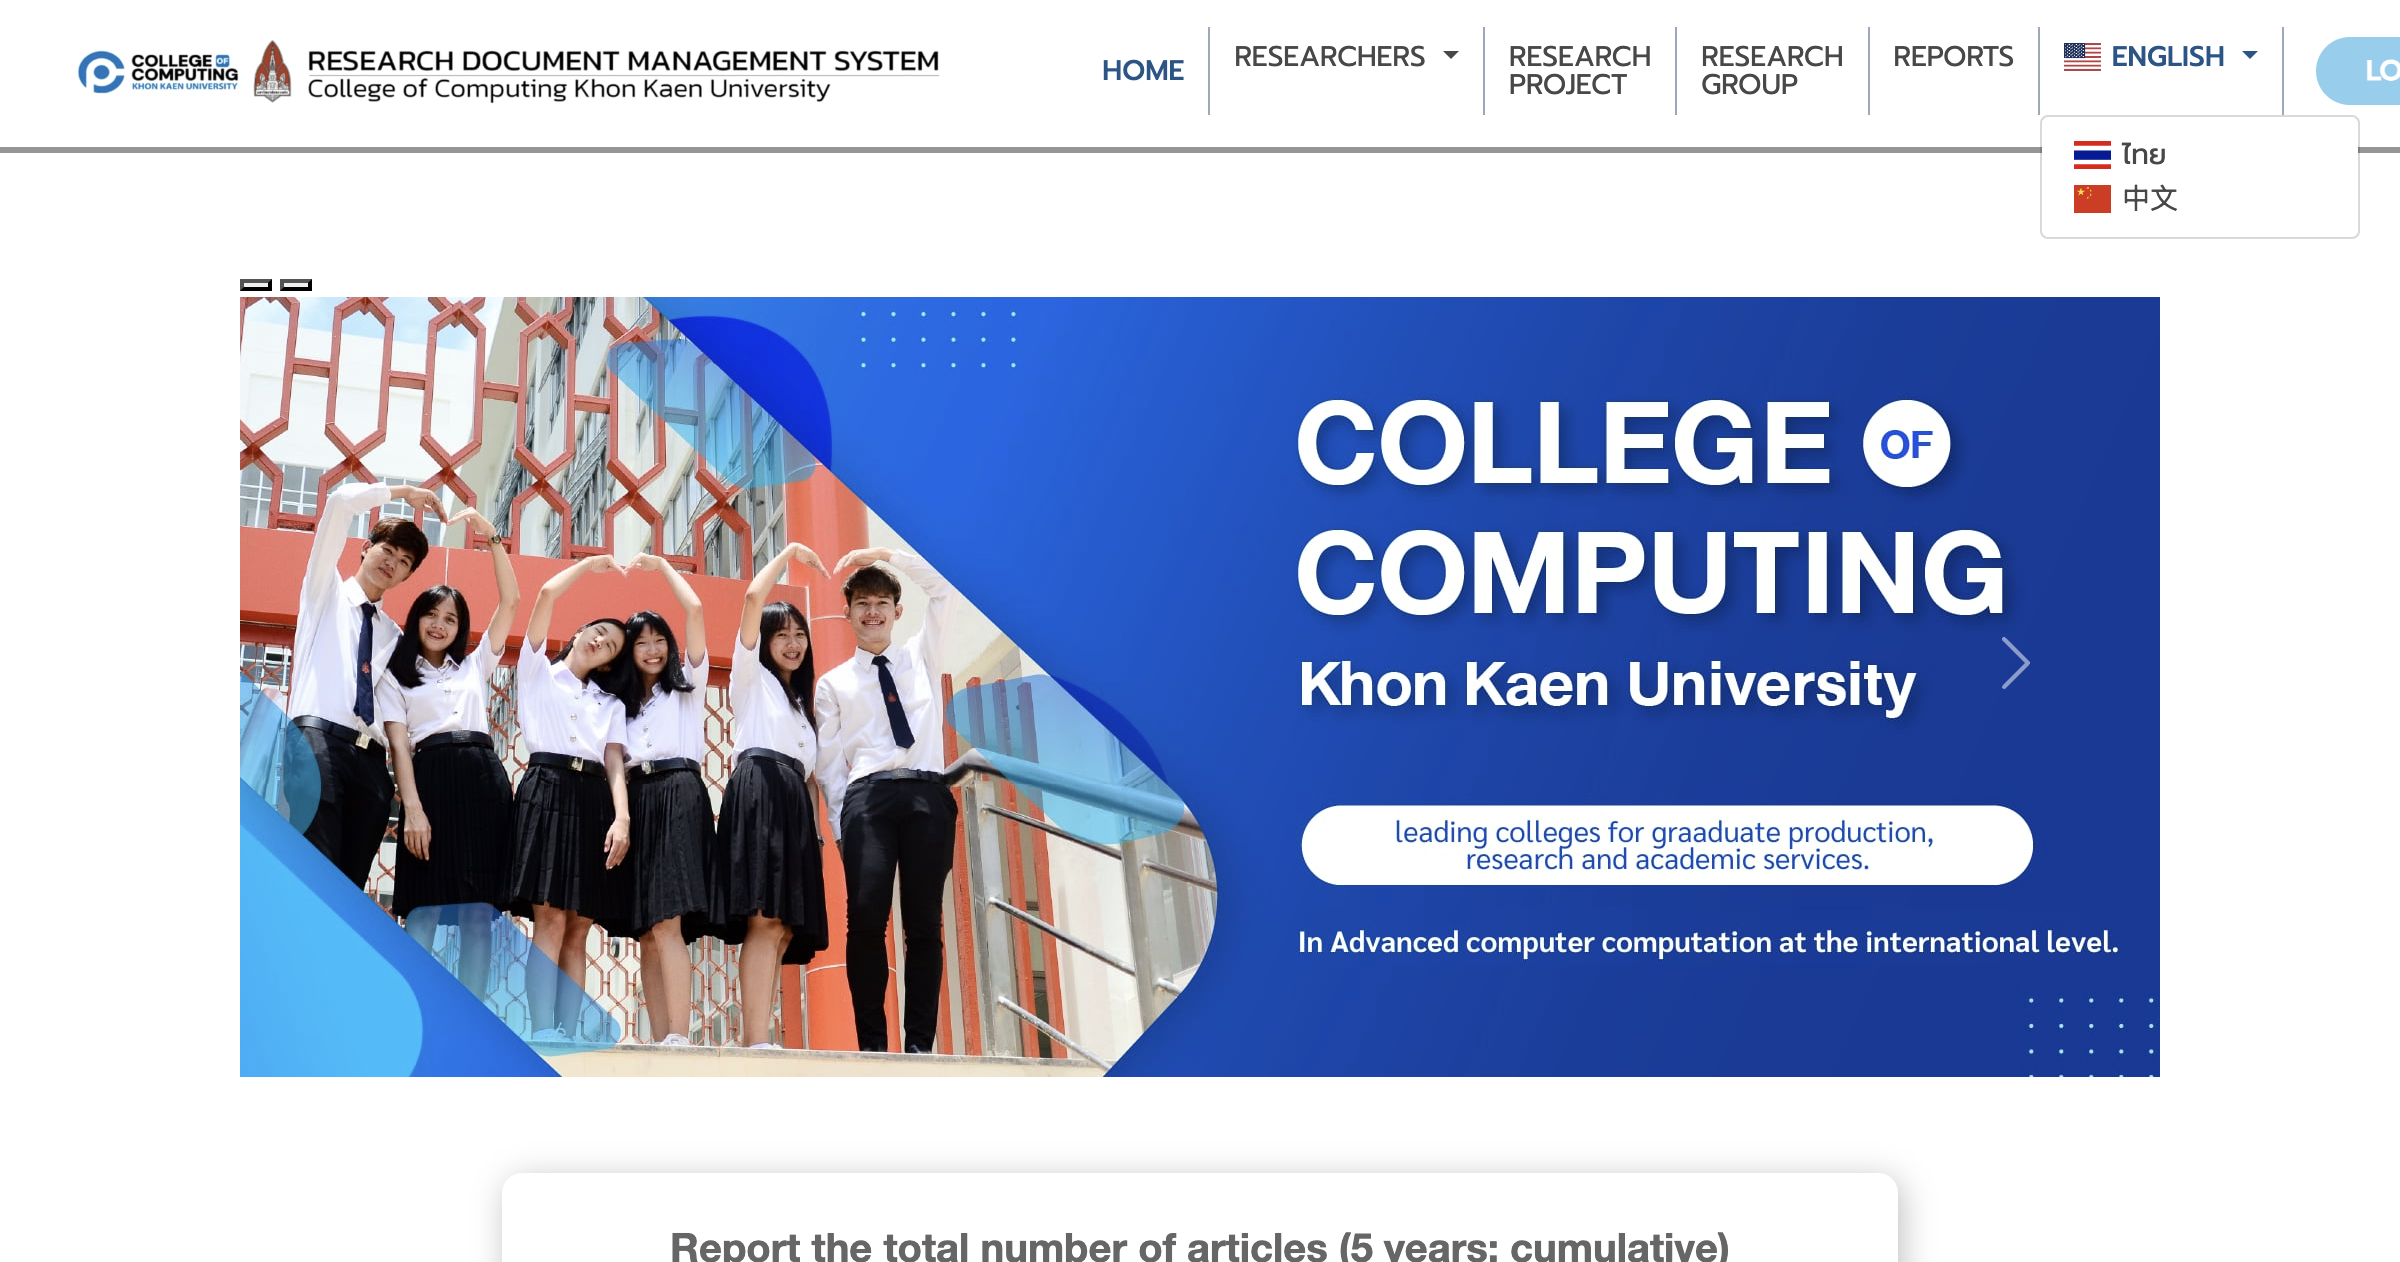 COLLEGE OF
COMPUTING
KHON KAEN UNIVERSITY
RESEARCH DOCUMENT MANAGEMENT SYSTEM
College of Computing Khon Kaen University
HOME
RESEARCHERS
RESEARCH
PROJECT
RESEARCH
GROUP
REPORTS
ENGLISH
LO
ไทย
中文
COLLEGE OF
COMPUTING
Khon Kaen University
leading colleges for graaduate production,
research and academic services.
In Advanced computer computation at the international level.
Report the total number of articles (5 years: cumulative)